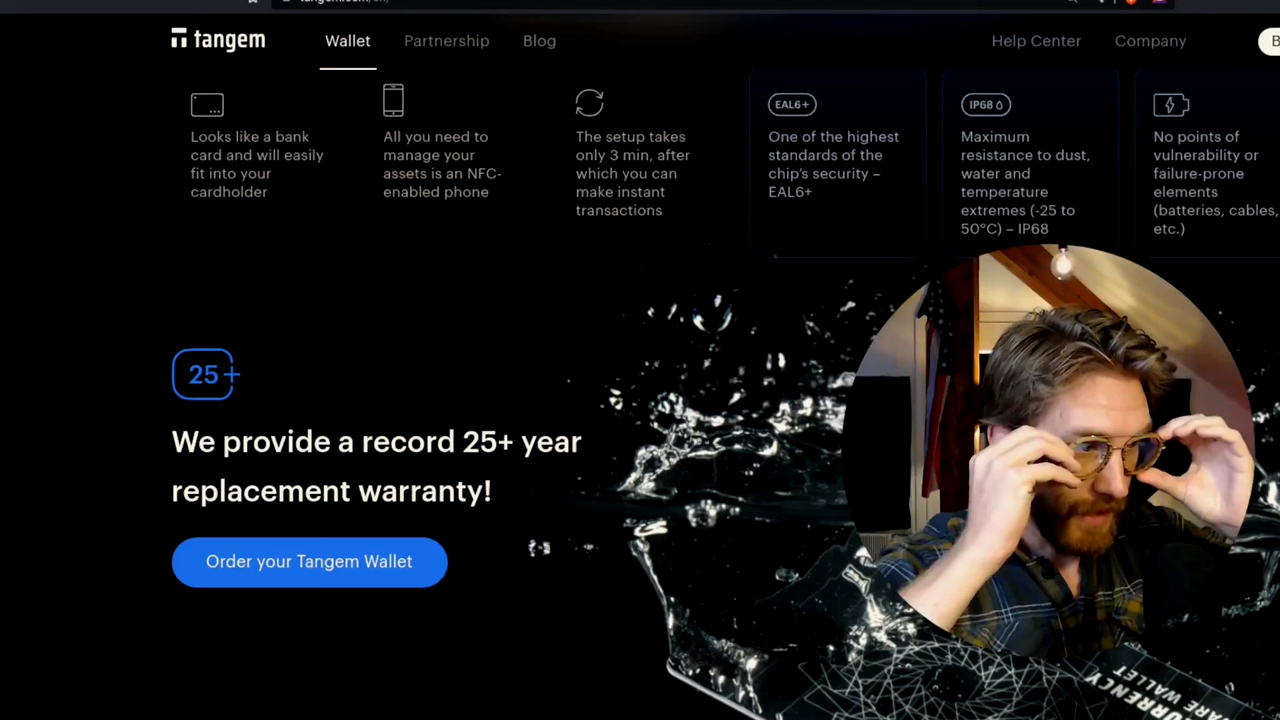 tangem
Wallet
Partnership
Blog
Help Center
Company
Looks like a bank
card and will easily
fit into your
cardholder
All you need to
manage your
assets is an NFC-
enabled phone
The setup takes
only 3 min, after
which you can
make instant
transactions
EAL6+
One of the highest
standards of the
chip's security –
EAL6+
IP68
Maximum
resistance to dust,
water and
temperature
extremes (-25 to
50°C) – IP68
No points of
vulnerability or
failure-prone
elements
(batteries, cables,
etc.)
25+
We provide a record 25+ year
replacement warranty!
Order your Tangem Wallet
WALLET